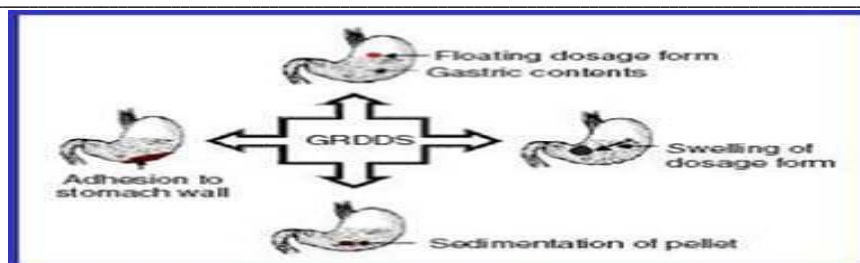 Floating dosage form
Gastric contents
GRDDS
Adhesion to
stomach wall
Swelling of
dosage form
Sedimentation of pellet